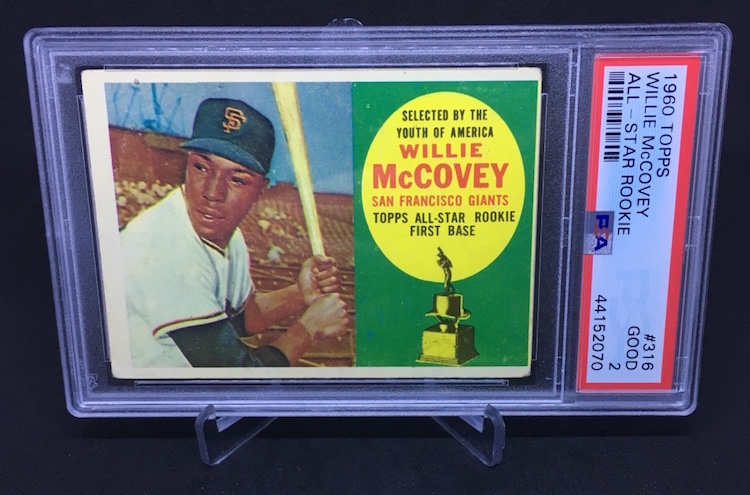 SF
SELECTED BY THE
YOUTH OF AMERICA
WILLIE
McCOVEY
SAN FRANCISCO GIANTS
TOPPS ALL-STAR ROOKIE
FIRST BASE
1960 TOPPS
WILLIE McCOVEY
ALL - STAR ROOKIE
PSA
#316
GOOD
2
44152070